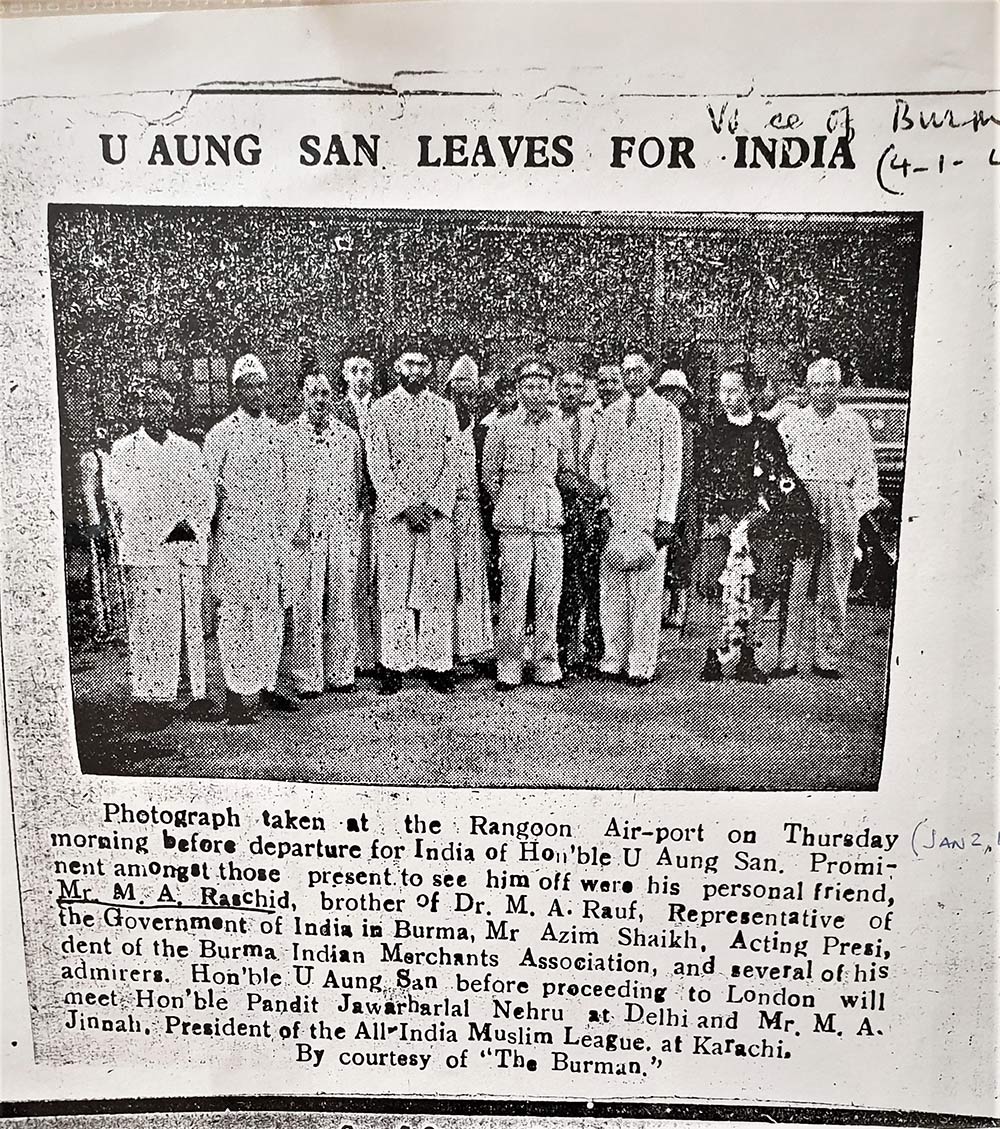 Voice of Burm
U AUNG SAN LEAVES FOR INDIA
(4-1-4
Photograph taken at the Rangoon Air-port on Thursday
(JAN 2, 1
morning before departure for India of Hon'ble U Aung San. Promi-
nent amongst those present to see him off were his personal friend,
Mr. M. A. Raschid, brother of Dr. M. A. Rauf, Representative of
the Government of India in Burma, Mr Azim Shaikh, Acting Presi,
dent of the Burma Indian Merchants Association, and several of his
admirers. Hon'ble U Aung San before proceeding to London will
meet Hon'ble Pandit Jawarharlal Nehru at Delhi and Mr. M. A.
Jinnah, President of the All-India Muslim League. at Karachi.
By courtesy of "The Burman."